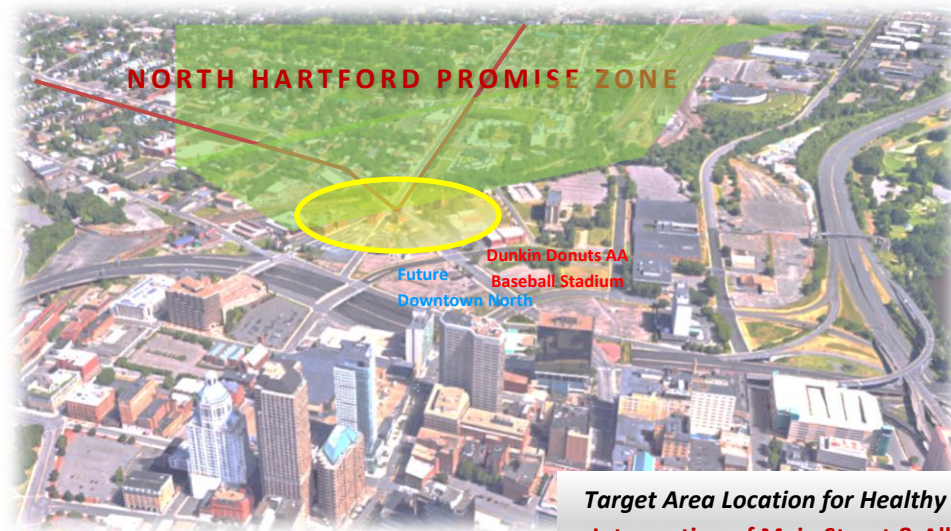 NORTH HARTFORD PROMISE ZONE
Dunkin Donuts AA
Baseball Stadium
Future
Downtown North
Target Area Location for Healthy